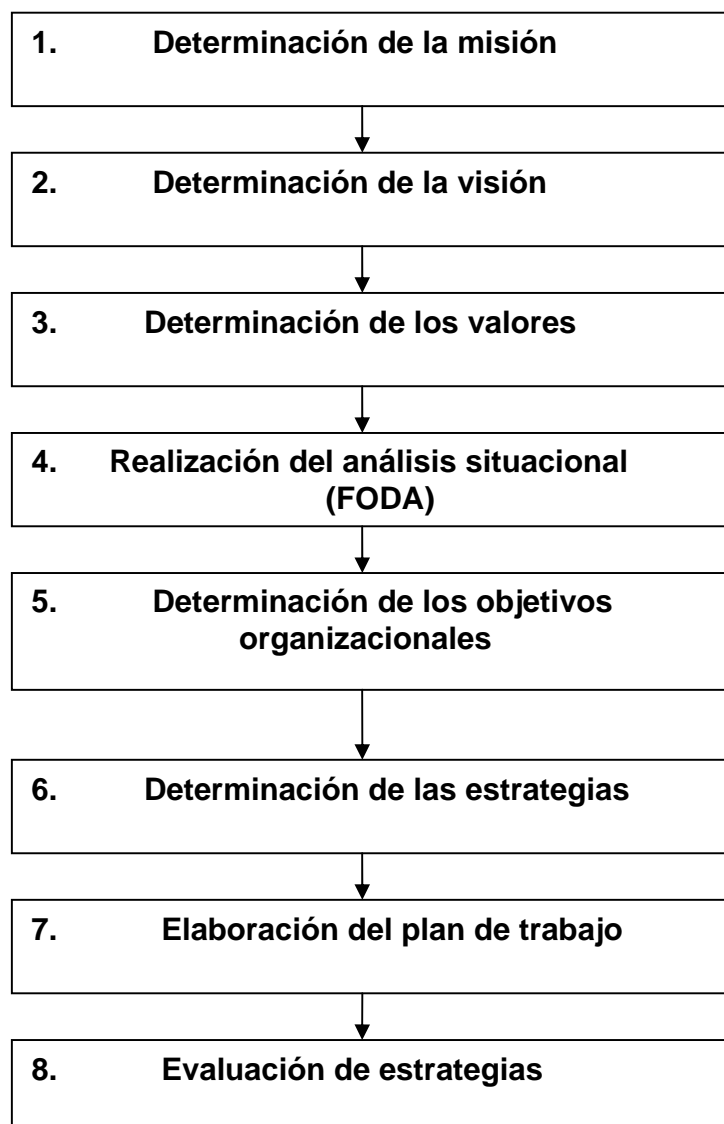 1. Determinación de la misión
2. Determinación de la visión
3. Determinación de los valores
4. Realización del análisis situacional
(FODA)
5. Determinación de los objetivos
organizacionales
6. Determinación de las estrategias
7. Elaboración del plan de trabajo
8. Evaluación de estrategias